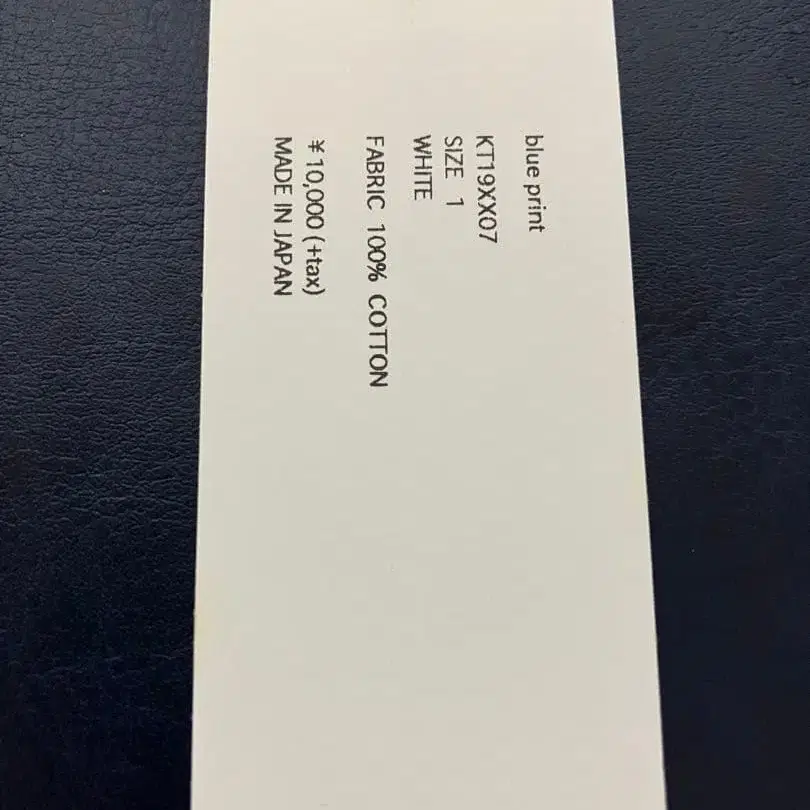 blue print
KT19XX07
SIZE 1
WHITE
FABRIC 100% COTTON
¥10,000 (+tax)
MADE IN JAPAN